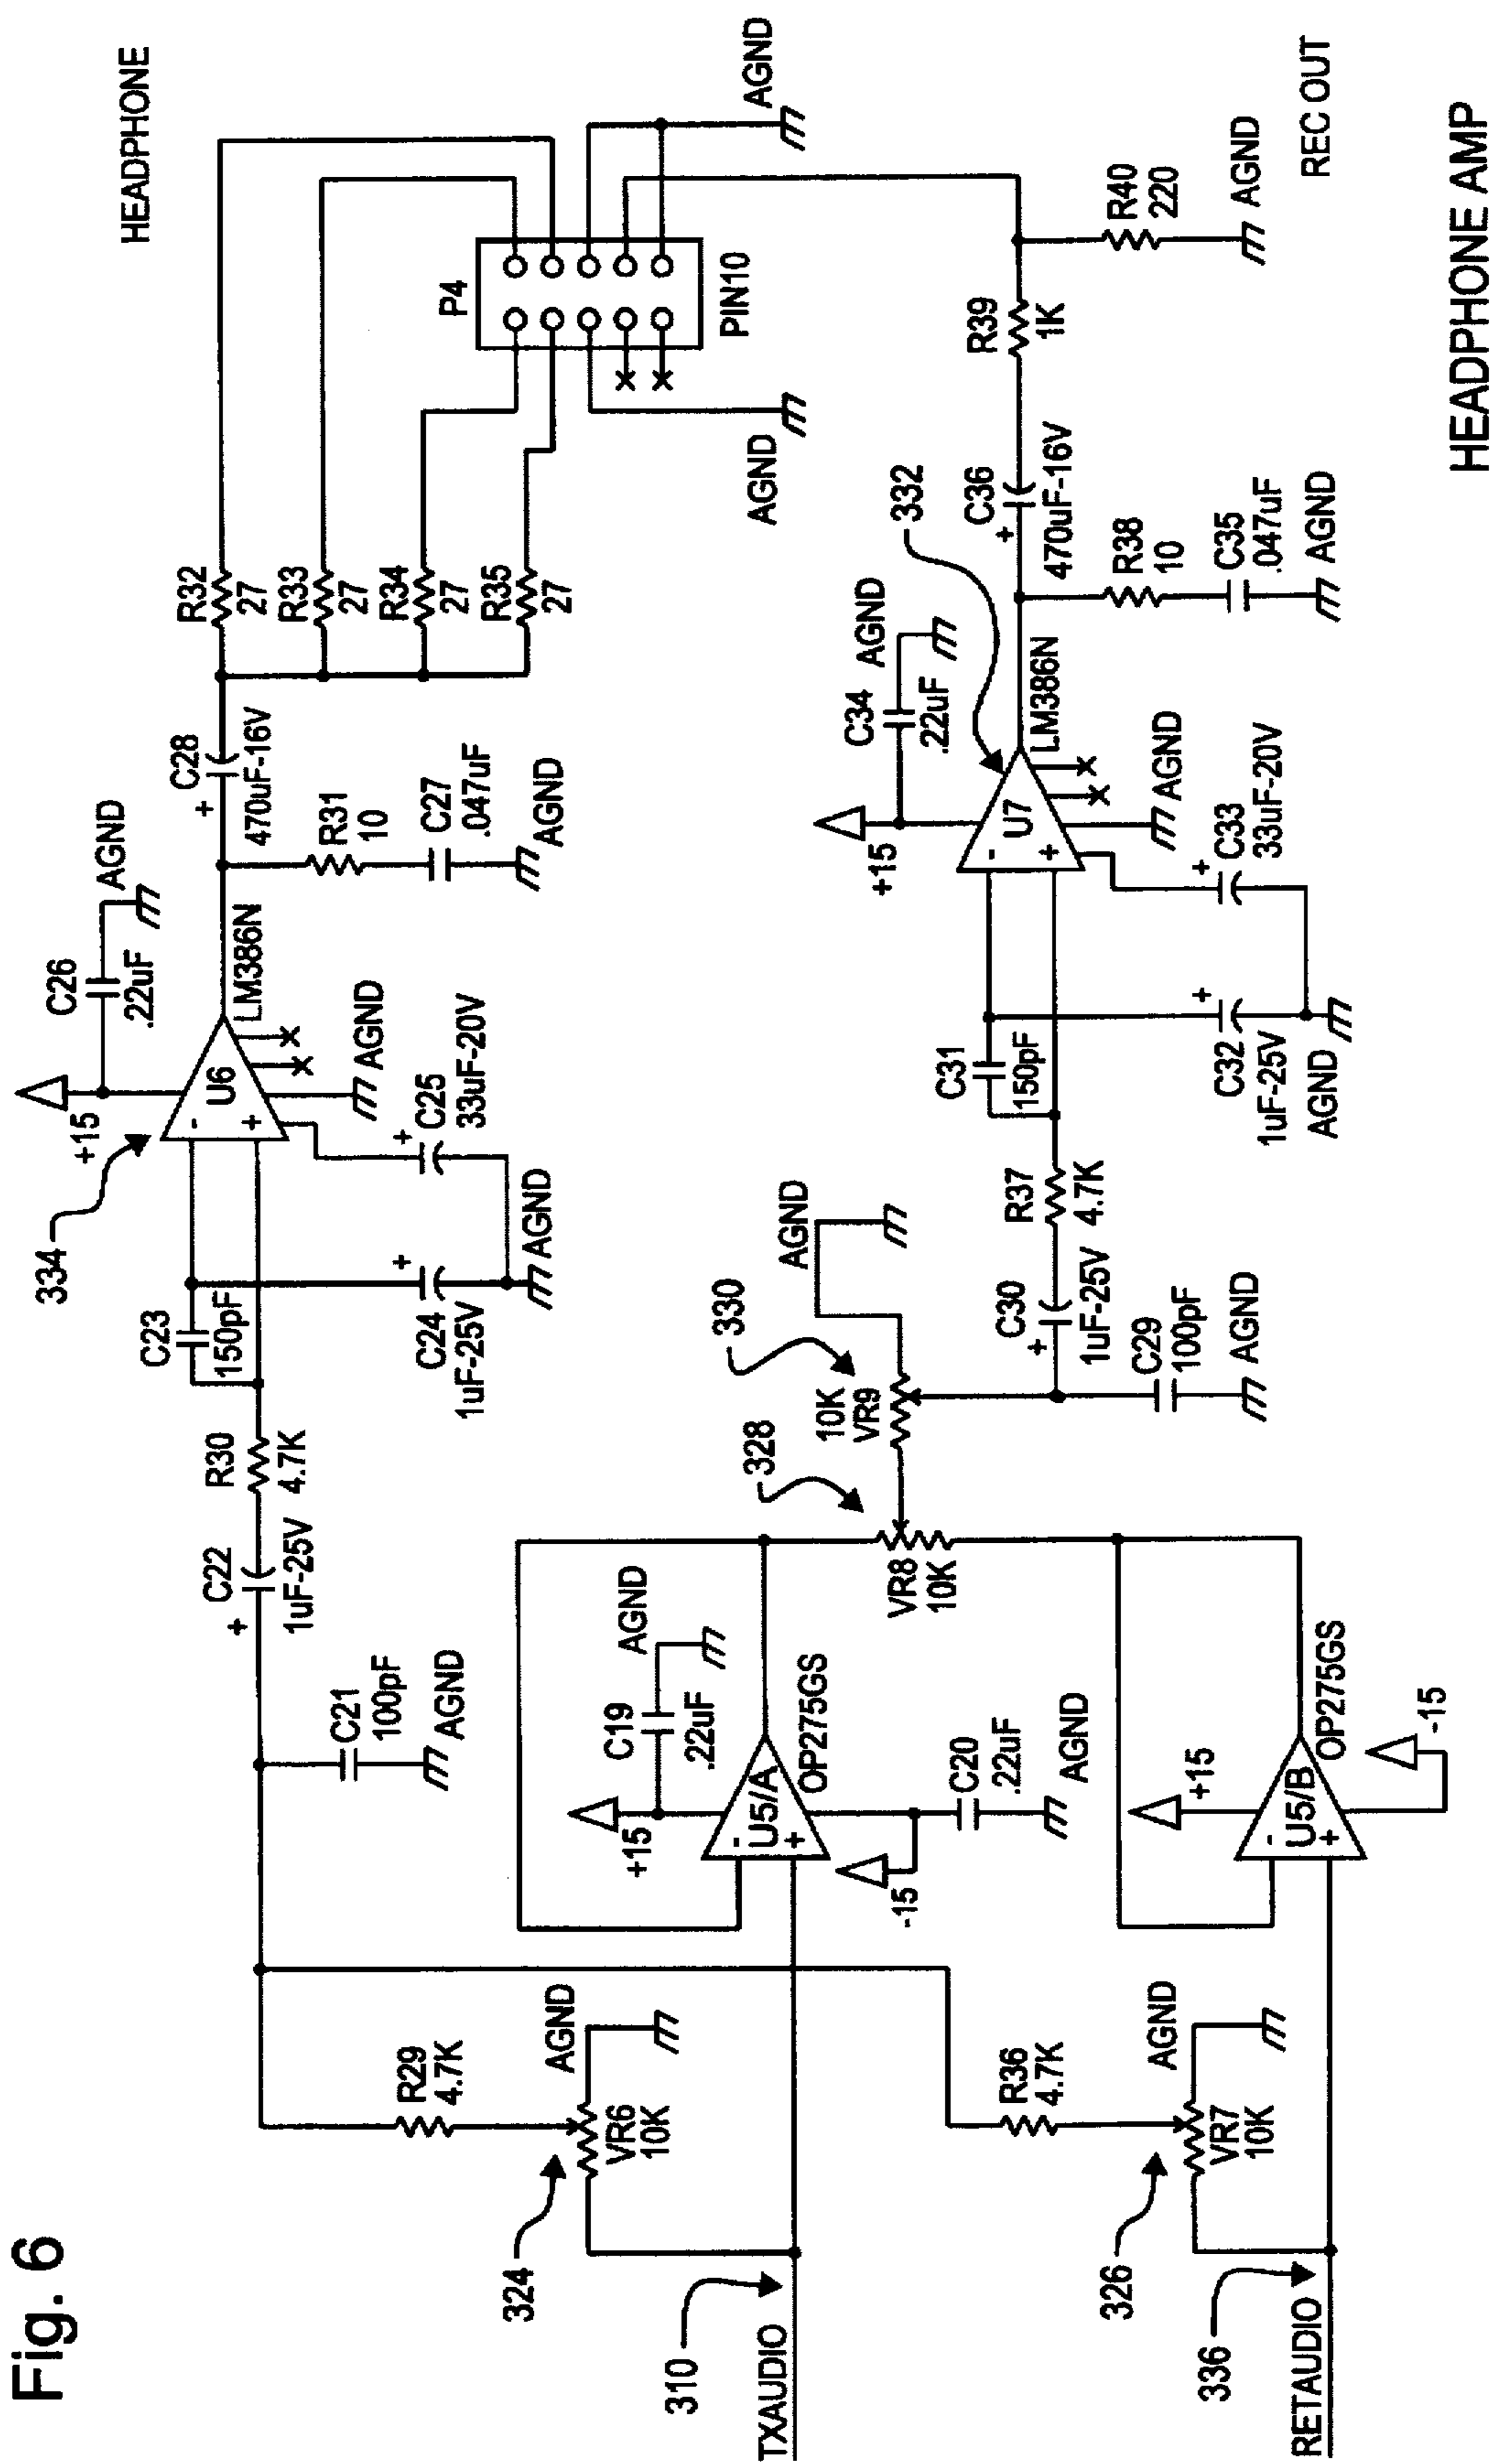 Fig. 6
HEADPHONE
334
+15
C26
.22uF
AGND
U6
-
+
LM386N
AGND
C23
150pF
C24
1uF-25V
+
C25
33uF-20V
+
AGND
C22
1uF-25V
+
R30
4.7K
C21
100pF
AGND
C28
470uF-16V
+
R31
10
C27
.047uF
AGND
R32
27
R33
27
R34
27
R35
27
P4
PIN10
AGND
AGND
R29
4.7K
324
VR6
10K
AGND
310
TXAUDIO
+15
C19
.22uF
AGND
U5/A
-
+
OP275GS
-15
C20
.22uF
AGND
VR8
10K
328
330
10K
VR9
AGND
R36
4.7K
326
VR7
10K
AGND
336
RETAUDIO
+15
U5/B
-
+
OP275GS
-15
C30
1uF-25V
+
C29
100pF
AGND
R37
4.7K
C31
150pF
C32
1uF-25V
+
AGND
C33
33uF-20V
+
+15
C34
.22uF
AGND
U7
-
+
LM386N
AGND
332
C36
470uF-16V
+
R38
10
C35
.047uF
AGND
R39
1K
R40
220
AGND
REC OUT
HEADPHONE AMP